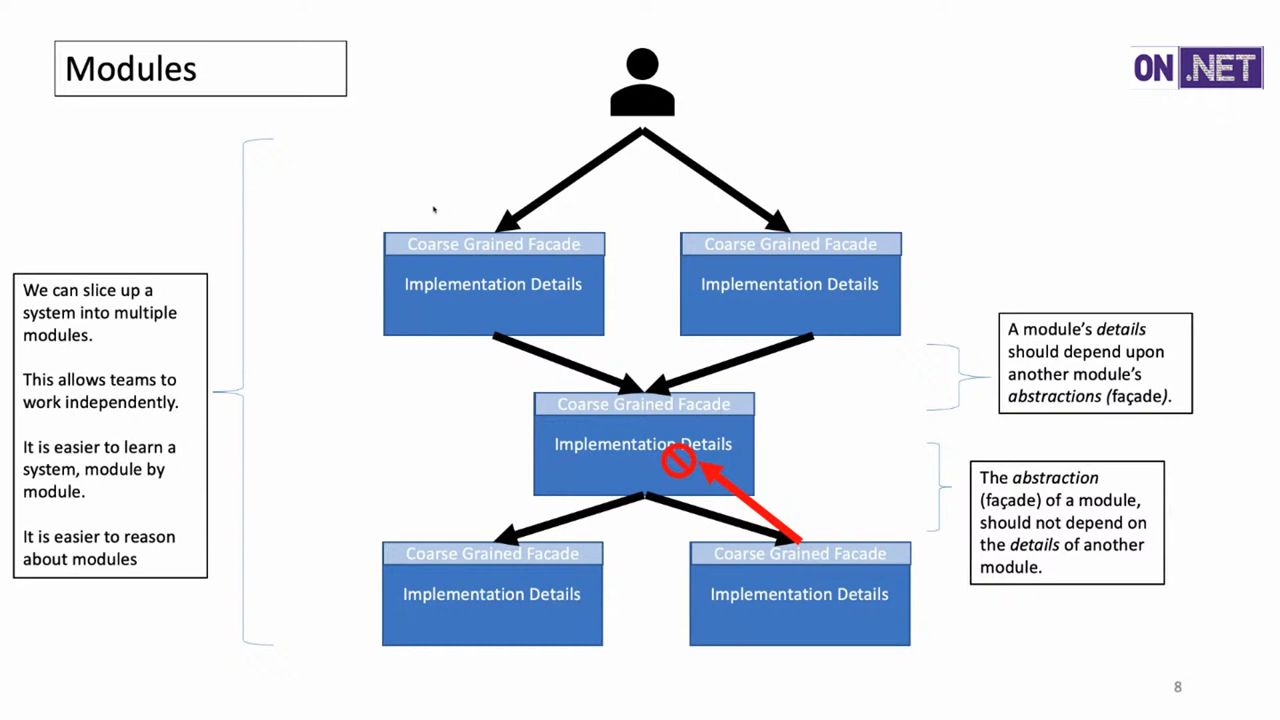 Modules
ON .NET
Coarse Grained Facade
Implementation Details
Coarse Grained Facade
Implementation Details
We can slice up a
system into multiple
modules.
This allows teams to
work independently.
It is easier to learn a
system, module by
module.
It is easier to reason
about modules
Coarse Grained Facade
Implementation Details
A module’s details
should depend upon
another module’s
abstractions (façade).
The abstraction
(façade) of a module,
should not depend on
the details of another
module.
Coarse Grained Facade
Implementation Details
Coarse Grained Facade
Implementation Details
8